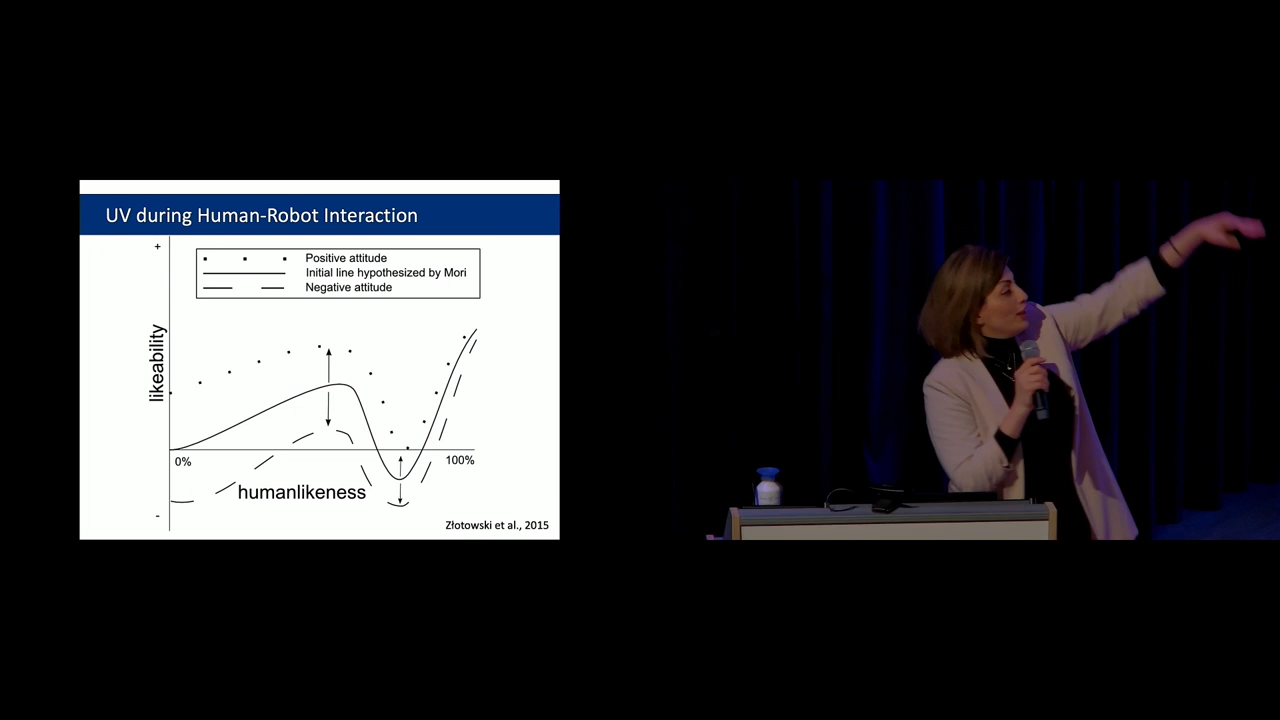 UV during Human-Robot Interaction
+
Positive attitude
Initial line hypothesized by Mori
Negative attitude
likeability
0%
100%
humanlikeness
-
Złotowski et al., 2015